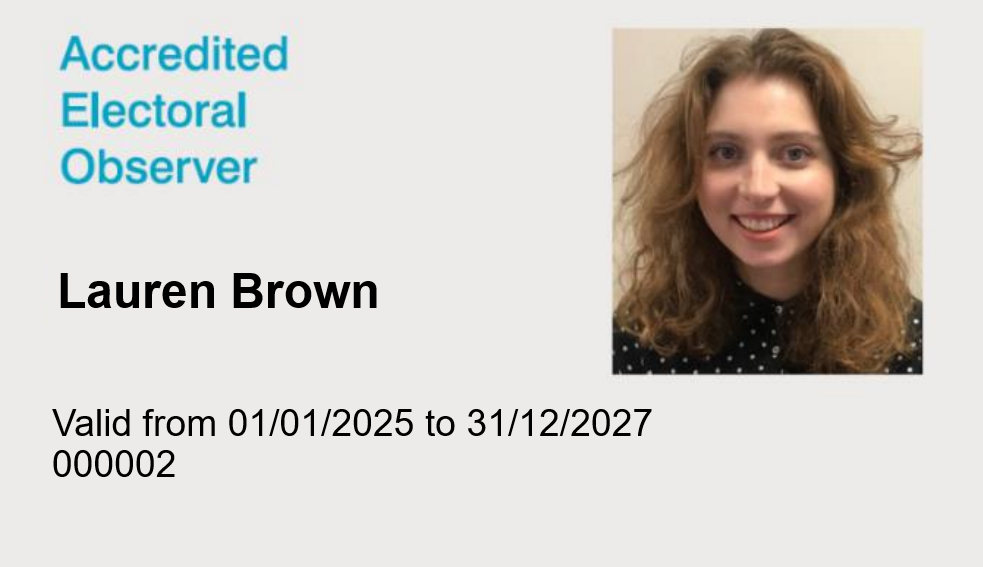 Accredited
Electoral
Observer
Lauren Brown
Valid from 01/01/2025 to 31/12/2027
000002